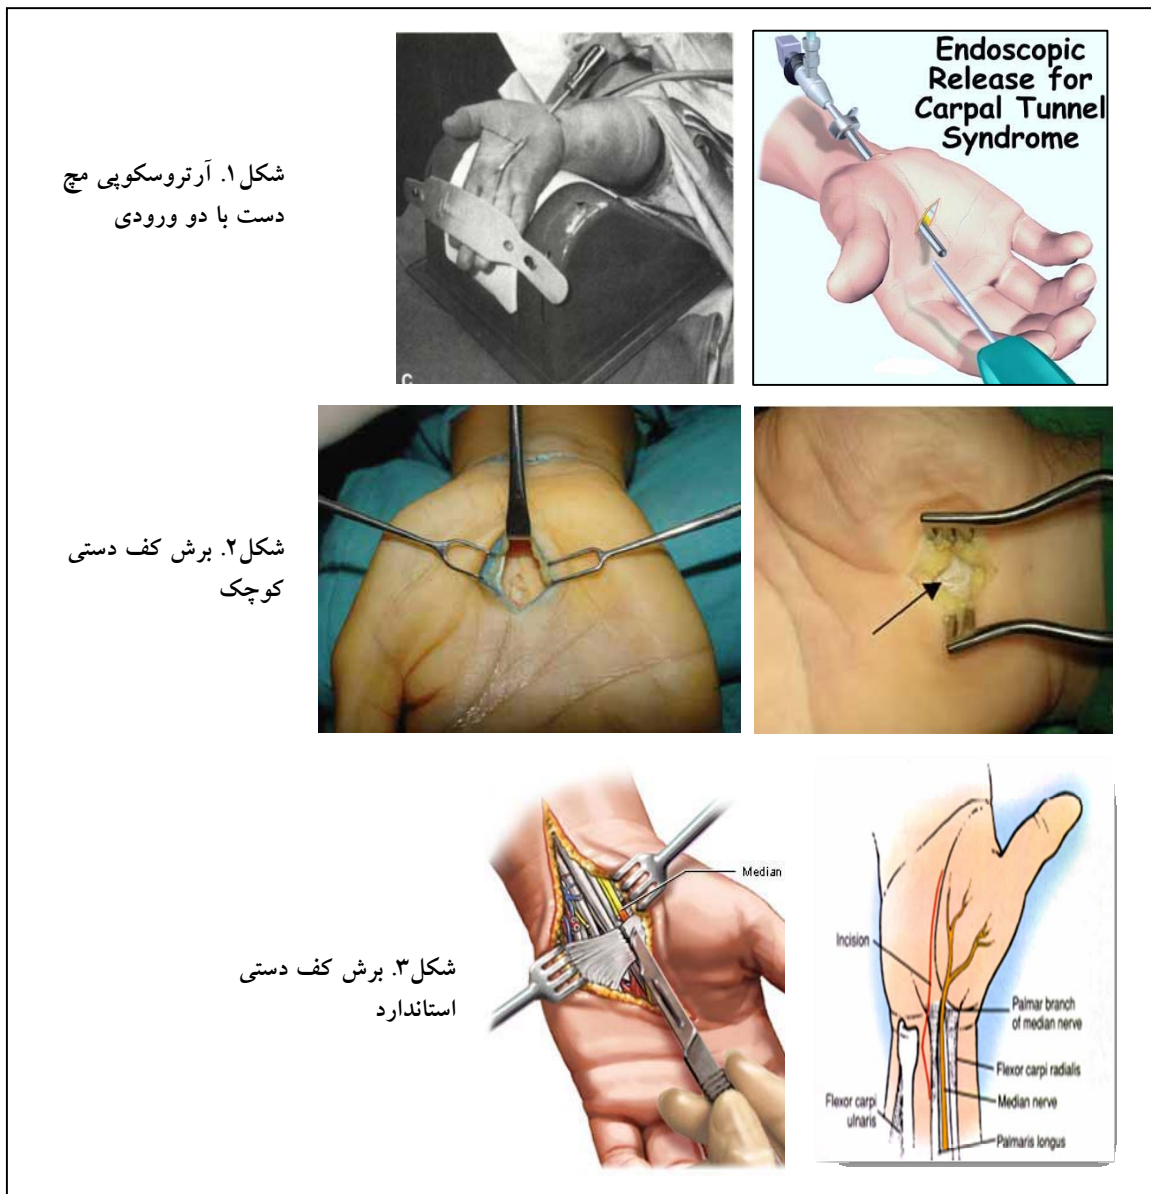 شکل۱. آرتروسکوپی مچ
دست با دو ورودی
C
Endoscopic
Release for
Carpal Tunnel
Syndrome
شکل۲. برش کف دستی
کوچک
شکل۳. برش کف دستی
استاندارد
Median
Incision
Palmar branch
of median nerve
Flexor carpi radialis
Median nerve
Palmaris longus
Flexor carpi
ulnaris